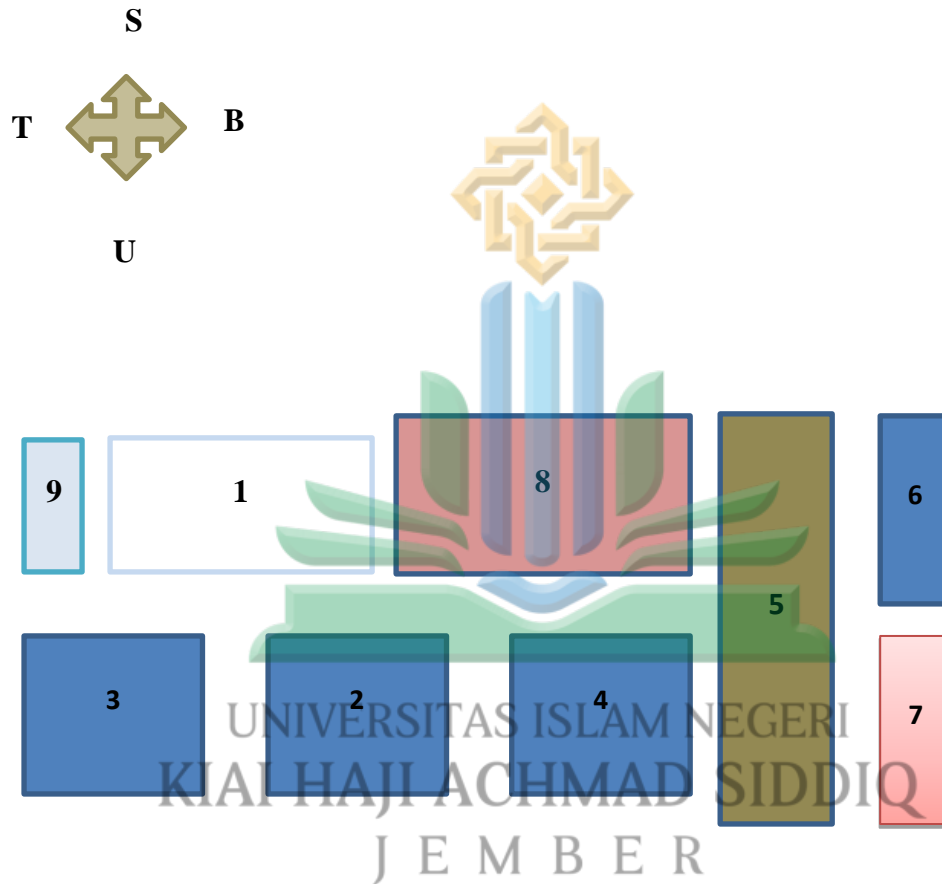 S
T B
U
9 1 8 6
5
3 2 4 7
UNIVERSITAS ISLAM NEGERI
KIAI HAJI ACHMAD SIDDIQ
J E M B E R